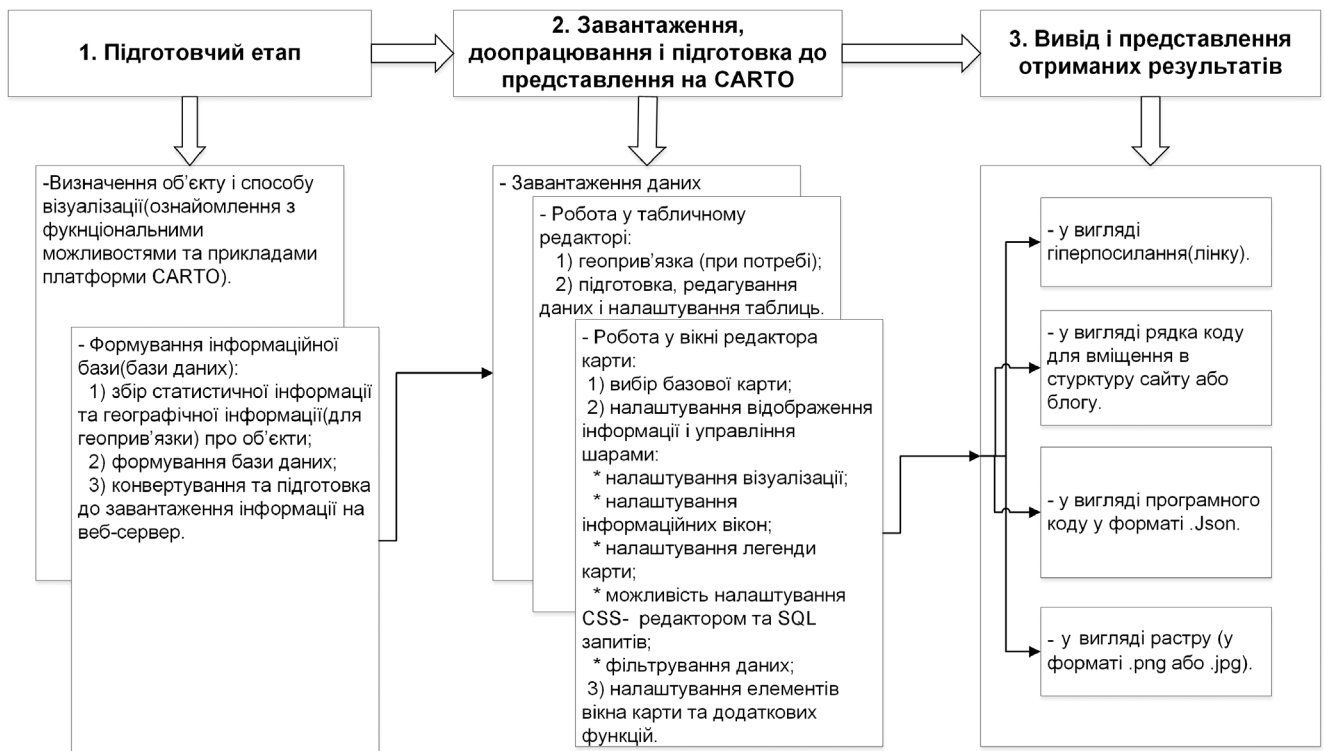 1. Підготовчий етап
2. Завантаження,
доопрацювання і підготовка до
представлення на CARTO
3. Вивід і представлення
отриманих результатів
-Визначення об’єкту і способу
візуалізації(ознайомлення з
фукнціональними
можливостями та прикладами
платформи CARTO).
- Формування інформаційної
бази(бази даних):
1) збір статистичної інформації
та географічної інформації(для
геоприв’язки) про об’єкти;
2) формування бази даних;
3) конвертування та підготовка
до завантаження інформації на
веб-сервер.
- Завантаження даних
- Робота у табличному
редакторі:
1) геоприв’язка (при потребі);
2) підготовка, редагування
даних і налаштування таблиць.
- Робота у вікні редактора
карти:
1) вибір базової карти;
2) налаштування відображення
інформації і управління
шарами:
* налаштування візуалізації;
* налаштування
інформаційних вікон;
* налаштування легенди
карти;
* можливість налаштування
CSS- редактором та SQL
запитів;
* фільтрування даних;
3) налаштування елементів
вікна карти та додаткових
функцій.
- у вигляді
гіперпосилання(лінку).
- у вигляді рядка коду
для вміщення в
стурктуру сайту або
блогу.
- у вигляді програмного
коду у форматі .Json.
- у вигляді растру (у
форматі .png або .jpg).